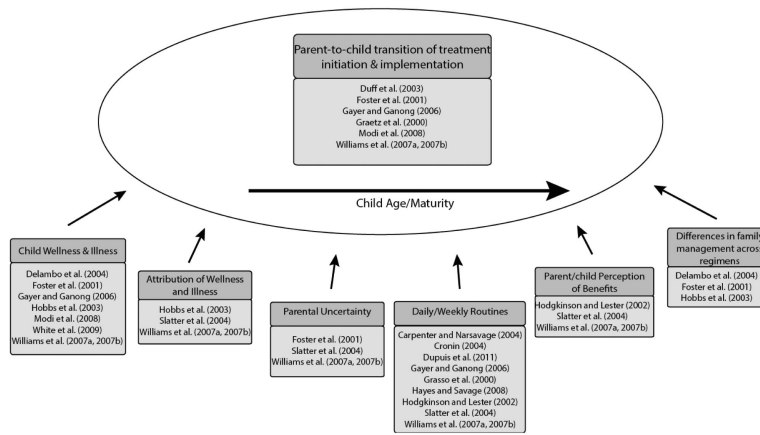 Parent-to-child transition of treatment
initiation & implementation
Duff et al. (2003)
Foster et al. (2001)
Gayer and Ganong (2006)
Graetz et al. (2000)
Modi et al. (2008)
Williams et al. (2007a, 2007b)
Child Age/Maturity
Child Wellness & Illness
Delambo et al. (2004)
Foster et al. (2001)
Gayer and Ganong (2006)
Hobbs et al. (2003)
Modi et al. (2008)
White et al. (2009)
Williams et al. (2007a, 2007b)
Attribution of Wellness
and Illness
Hobbs et al. (2003)
Slatter et al. (2004)
Williams et al. (2007a, 2007b)
Parental Uncertainty
Foster et al. (2001)
Slatter et al. (2004)
Williams et al. (2007a, 2007b)
Daily/Weekly Routines
Carpenter and Narsavage (2004)
Cronin (2004)
Dupuis et al. (2011)
Gayer and Ganong (2006)
Grasso et al. (2000)
Hayes and Savage (2008)
Hodgkinson and Lester (2002)
Slatter et al. (2004)
Williams et al. (2007a, 2007b)
Parent/child Perception
of Benefits
Hodgkinson and Lester (2002)
Slatter et al. (2004)
Williams et al. (2007a, 2007b)
Differences in family
management across
regimens
Delambo et al. (2004)
Foster et al. (2001)
Hobbs et al. (2003)